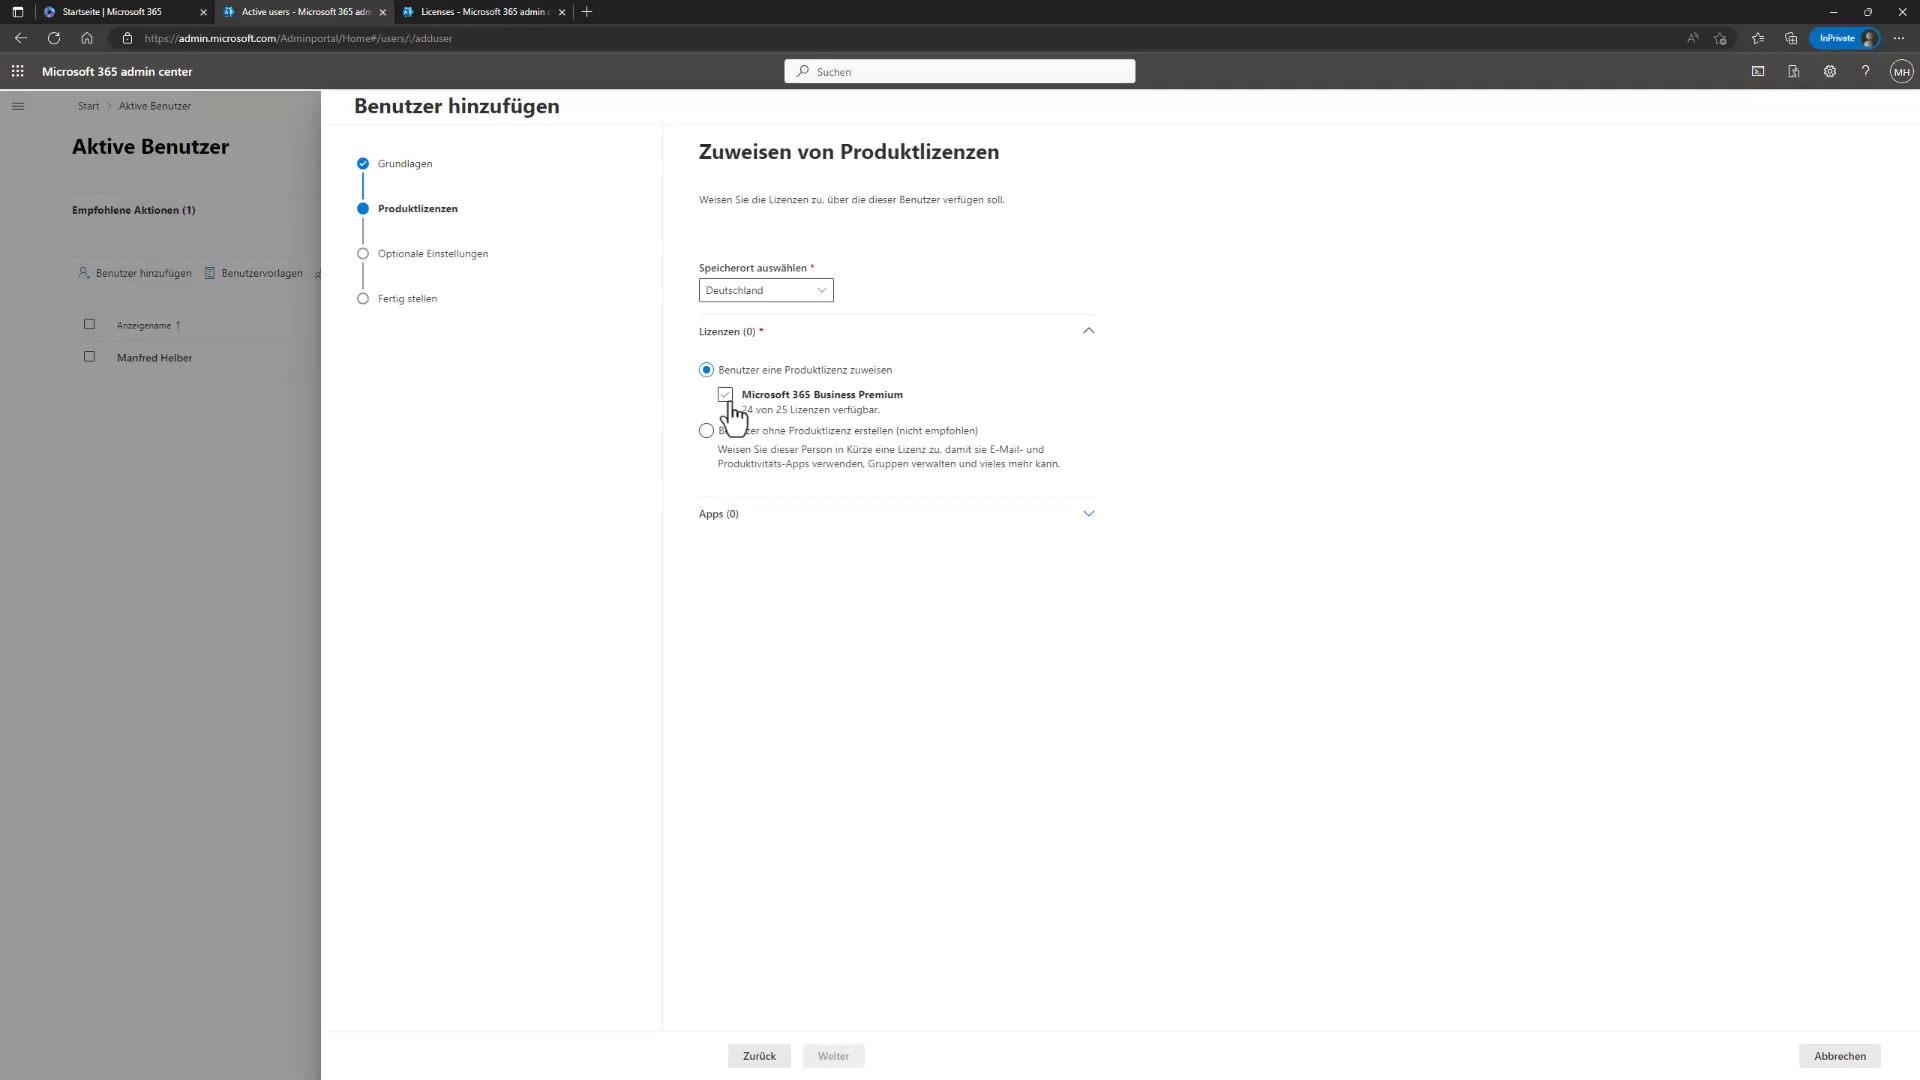 Startseite | Microsoft 365
Active users - Microsoft 365 adm
Licenses - Microsoft 365 admin c
https://admin.microsoft.com/Adminportal/Home#/users/:/adduser
InPrivate
Microsoft 365 admin center
Suchen
MH
Start > Aktive Benutzer
Aktive Benutzer
Empfohlene Aktionen (1)
Benutzer hinzufügen
Benutzervorlagen
Anzeigename ↑
Manfred Helber
Benutzer hinzufügen
Grundlagen
Produktlizenzen
Optionale Einstellungen
Fertig stellen
Zuweisen von Produktlizenzen
Weisen Sie die Lizenzen zu, über die dieser Benutzer verfügen soll.
Speicherort auswählen *
Deutschland
Lizenzen (0) *
Benutzer eine Produktlizenz zuweisen
Microsoft 365 Business Premium
24 von 25 Lizenzen verfügbar.
ohne Produktlizenz erstellen (nicht empfohlen)
Weisen Sie dieser Person in Kürze eine Lizenz zu, damit sie E-Mail- und
Produktivitäts-Apps verwenden, Gruppen verwalten und vieles mehr kann.
Apps (0)
Zurück
Weiter
Abbrechen